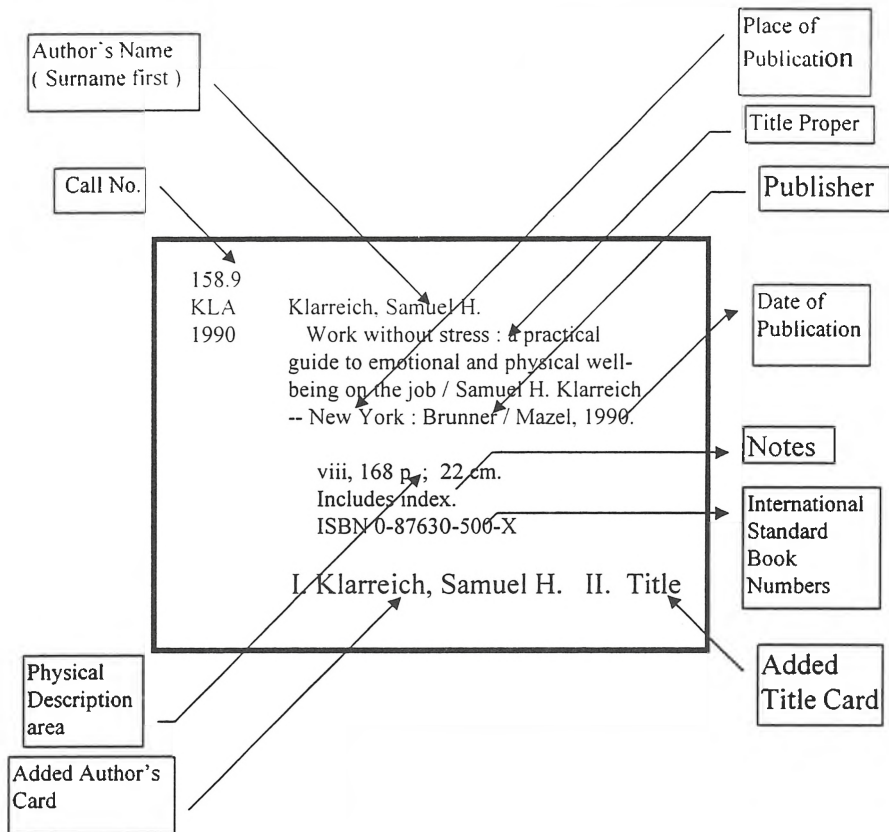 Author's Name
( Surname first )
Place of
Publication
Title Proper
Call No.
Publisher
158.9
KLA Klarreich, Samuel H.
1990 Work without stress : a practical
guide to emotional and physical well-
being on the job / Samuel H. Klarreich
-- New York : Brunner / Mazel, 1990.
Date of
Publication
viii, 168 p. ; 22 cm.
Includes index.
ISBN 0-87630-500-X
Notes
International
Standard
Book
Numbers
I. Klarreich, Samuel H. II. Title
Physical
Description
area
Added
Title Card
Added Author's
Card